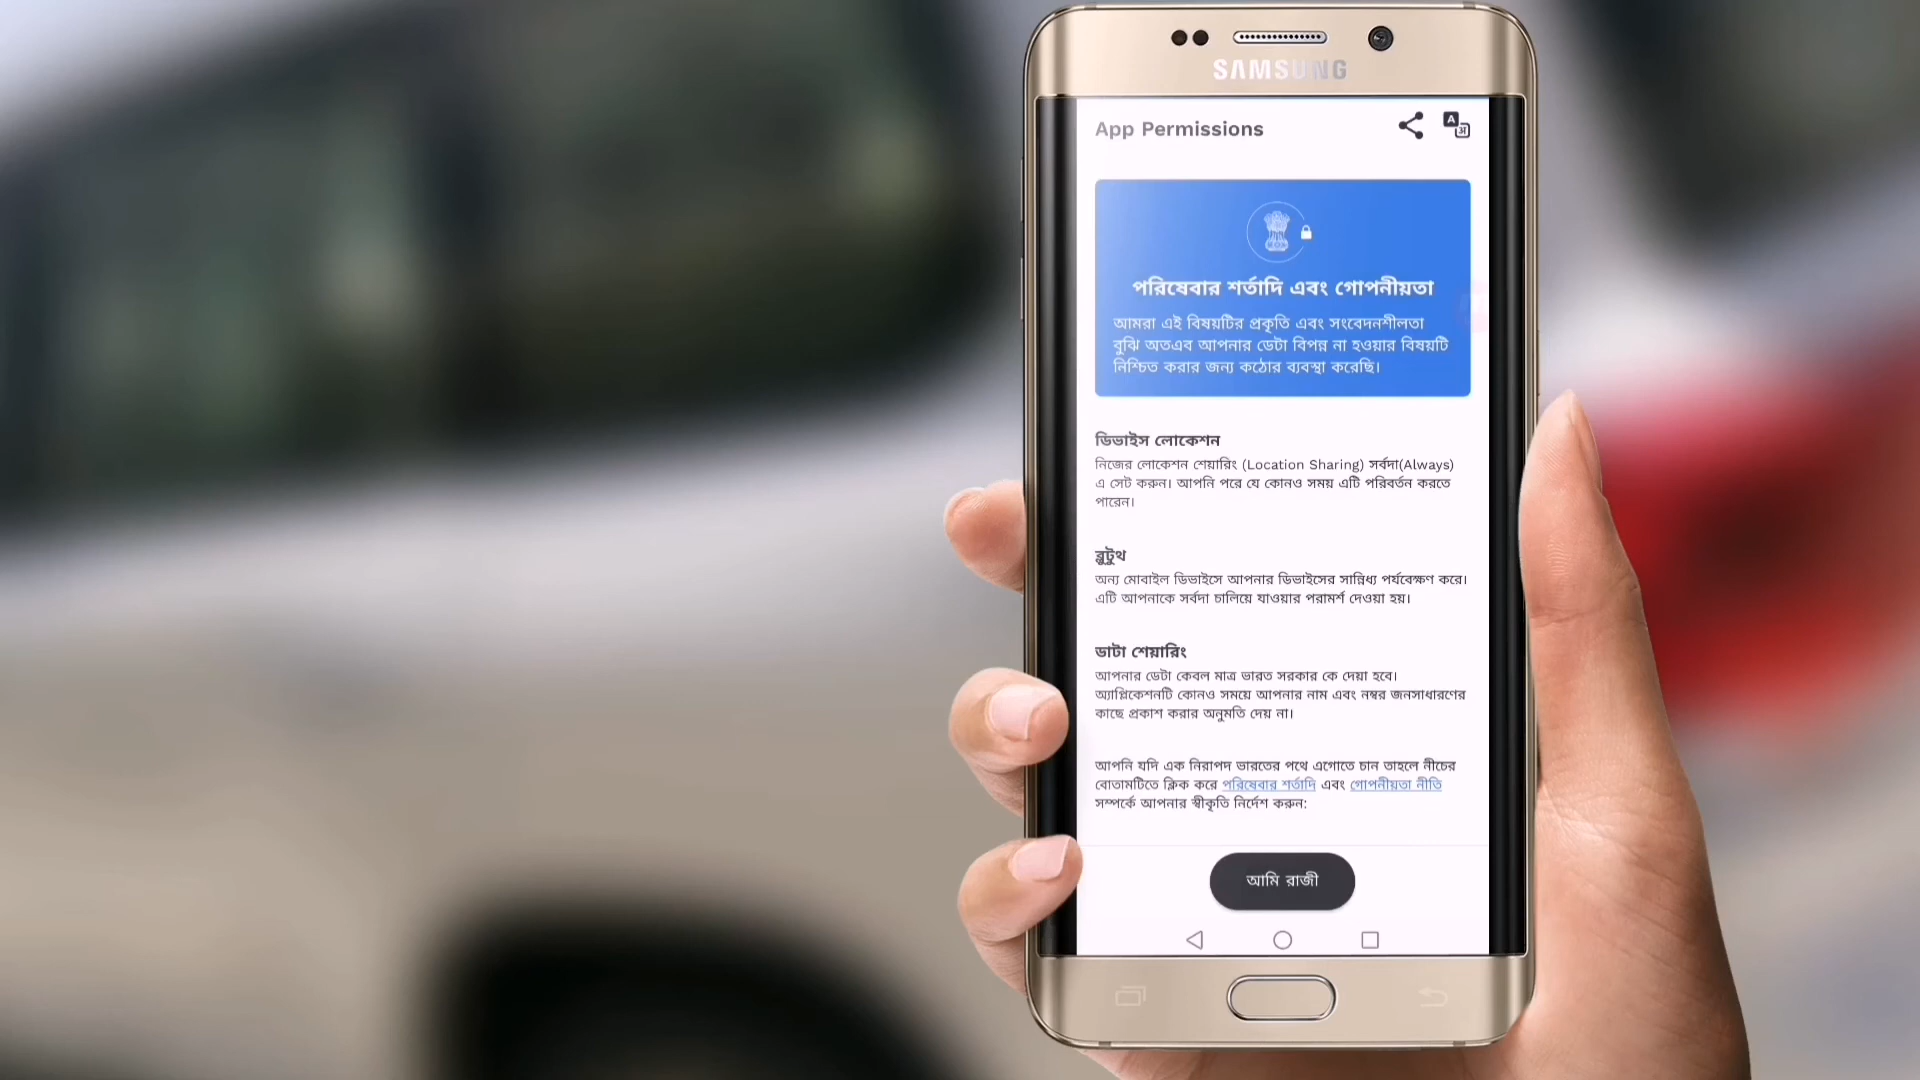 SAMSUNG
App Permissions
পরিষেবার শর্তাদি এবং গোপনীয়তা
আমরা এই বিষয়টির প্রকৃতি এবং সংবেদনশীলতা
বুঝি অতএব আপনার ডেটা বিপন্ন না হওয়ার বিষয়টি
নিশ্চিত করার জন্য কঠোর ব্যবস্থা করেছি।
ডিভাইস লোকেশন
নিজের লোকেশন শেয়ারিং (Location Sharing) সর্বদা(Always)
এ সেট করুন। আপনি পরে যে কোনও সময় এটি পরিবর্তন করতে
পারেন।
ব্লুটুথ
অন্য মোবাইল ডিভাইসে আপনার ডিভাইসের সান্নিধ্য পর্যবেক্ষণ করে।
এটি আপনাকে সর্বদা চালিয়ে যাওয়ার পরামর্শ দেওয়া হয়।
ডাটা শেয়ারিং
আপনার ডেটা কেবল মাত্র ভারত সরকার কে দেয়া হবে।
অ্যাপ্লিকেশনটি কোনও সময়ে আপনার নাম এবং নম্বর জনসাধারণের
কাছে প্রকাশ করার অনুমতি দেয় না।
আপনি যদি এক নিরাপদ ভারতের পথে এগোতে চান তাহলে নীচের
বোতামটিতে ক্লিক করে পরিষেবার শর্তাদি এবং গোপনীয়তা নীতি
সম্পর্কে আপনার স্বীকৃতি নির্দেশ করুন:
আমি রাজী